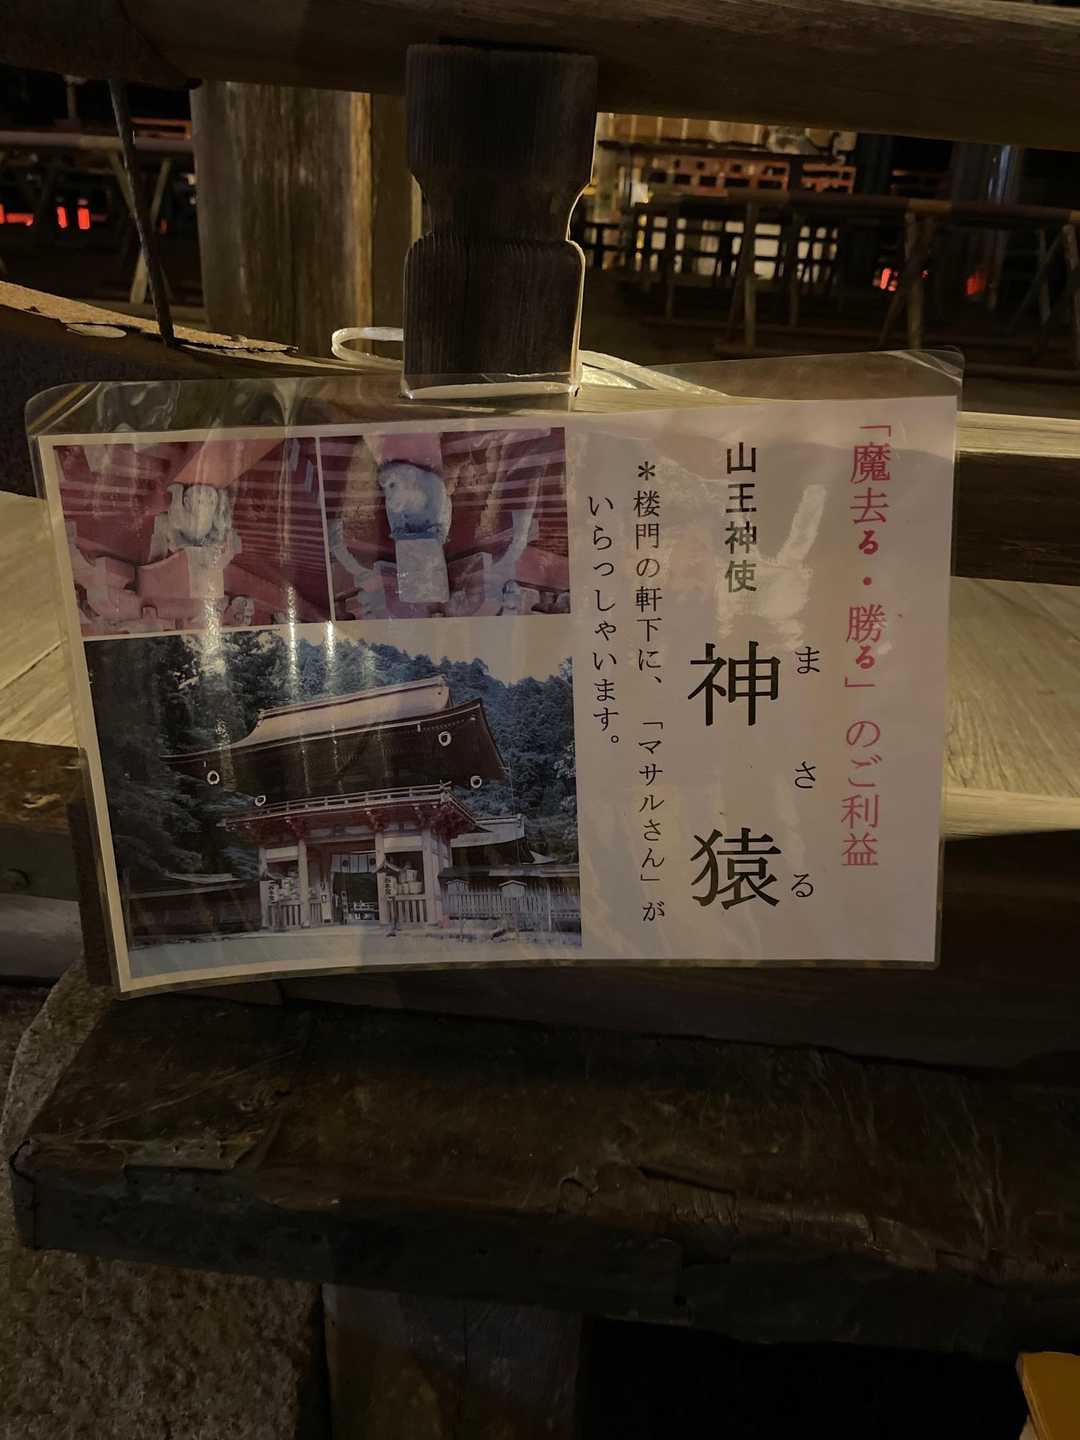 「魔去る・勝る」のご利益
まさる
山王神使 神猿
＊楼門の軒下に、「マサルさん」が
いらっしゃいます。